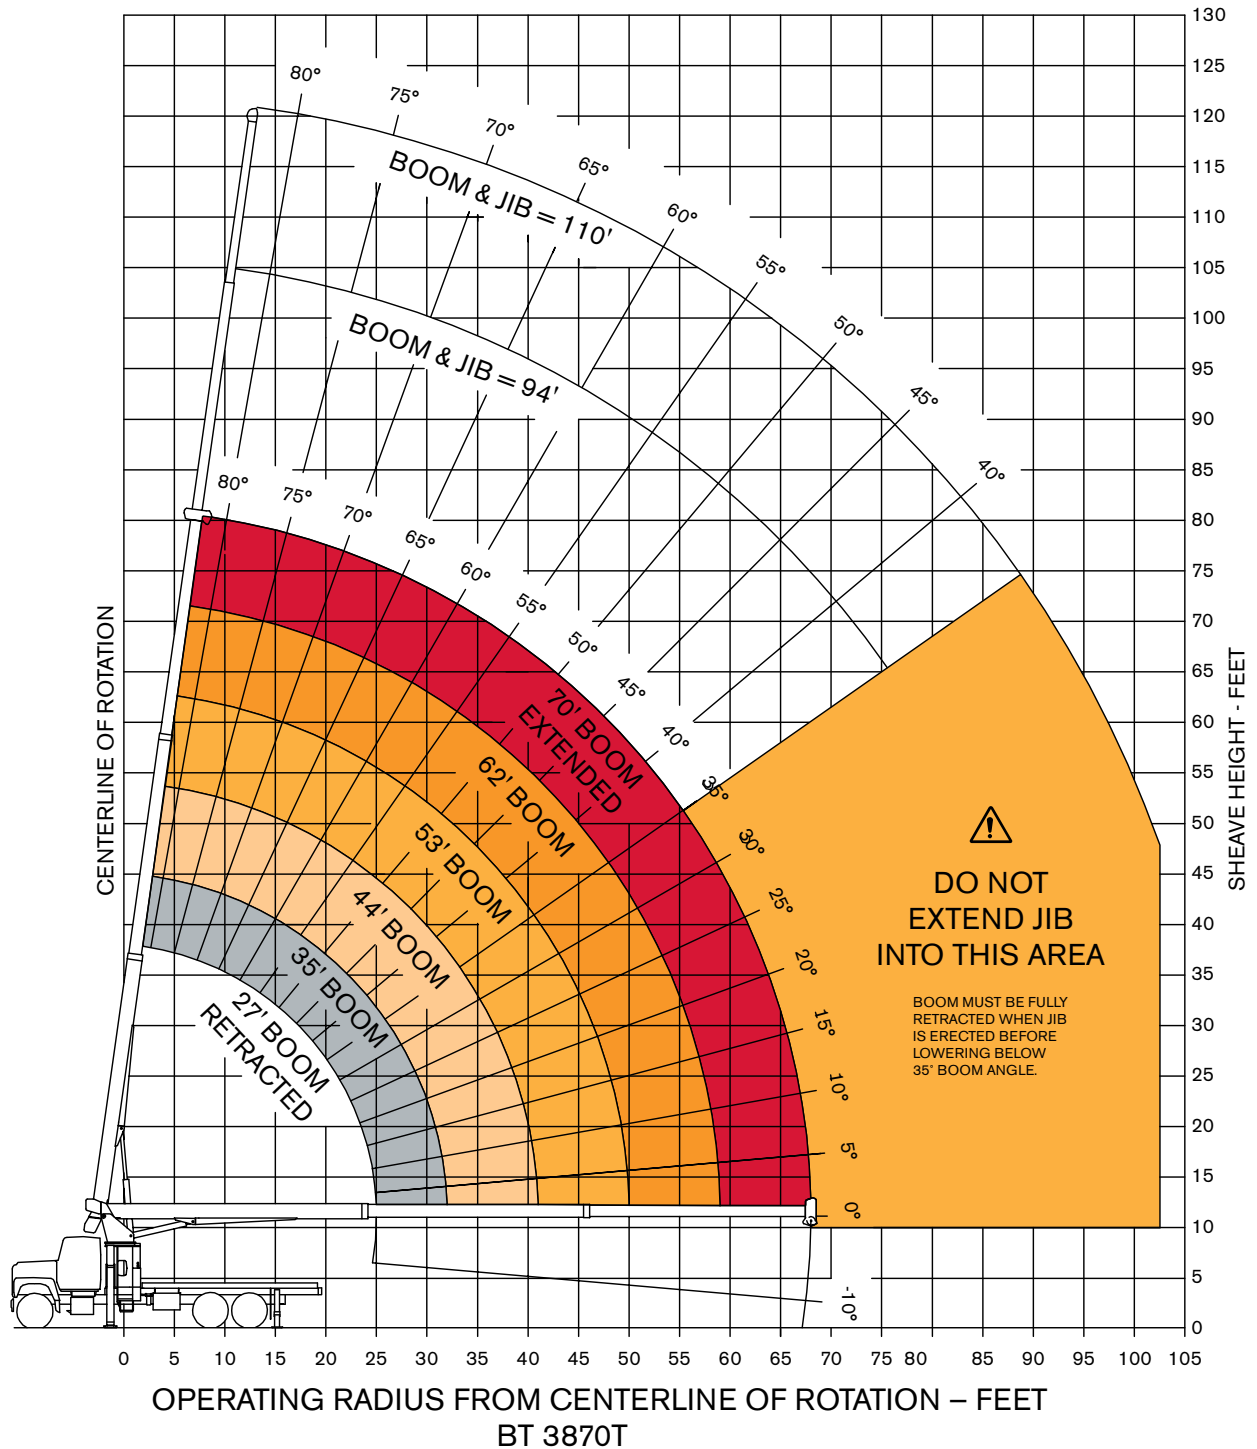 130
125
120
115
110
105
100
95
90
85
80
75
70
65
60
55
50
45
40
35
30
25
20
15
10
5
0
SHEAVE HEIGHT - FEET
CENTERLINE OF ROTATION
80°
75°
70°
65°
60°
55°
50°
45°
40°
BOOM & JIB = 110'
BOOM & JIB = 94'
80°
75°
70°
65°
60°
55°
50°
45°
40°
35°
30°
25°
20°
15°
10°
5°
0°
-10°
70' BOOM
EXTENDED
62' BOOM
53' BOOM
44' BOOM
35' BOOM
27' BOOM
RETRACTED
DO NOT
EXTEND JIB
INTO THIS AREA
BOOM MUST BE FULLY
RETRACTED WHEN JIB
IS ERECTED BEFORE
LOWERING BELOW
35° BOOM ANGLE.
0 5 10 15 20 25 30 35 40 45 50 55 60 65 70 75 80 85 90 95 100 105
OPERATING RADIUS FROM CENTERLINE OF ROTATION – FEET
BT 3870T